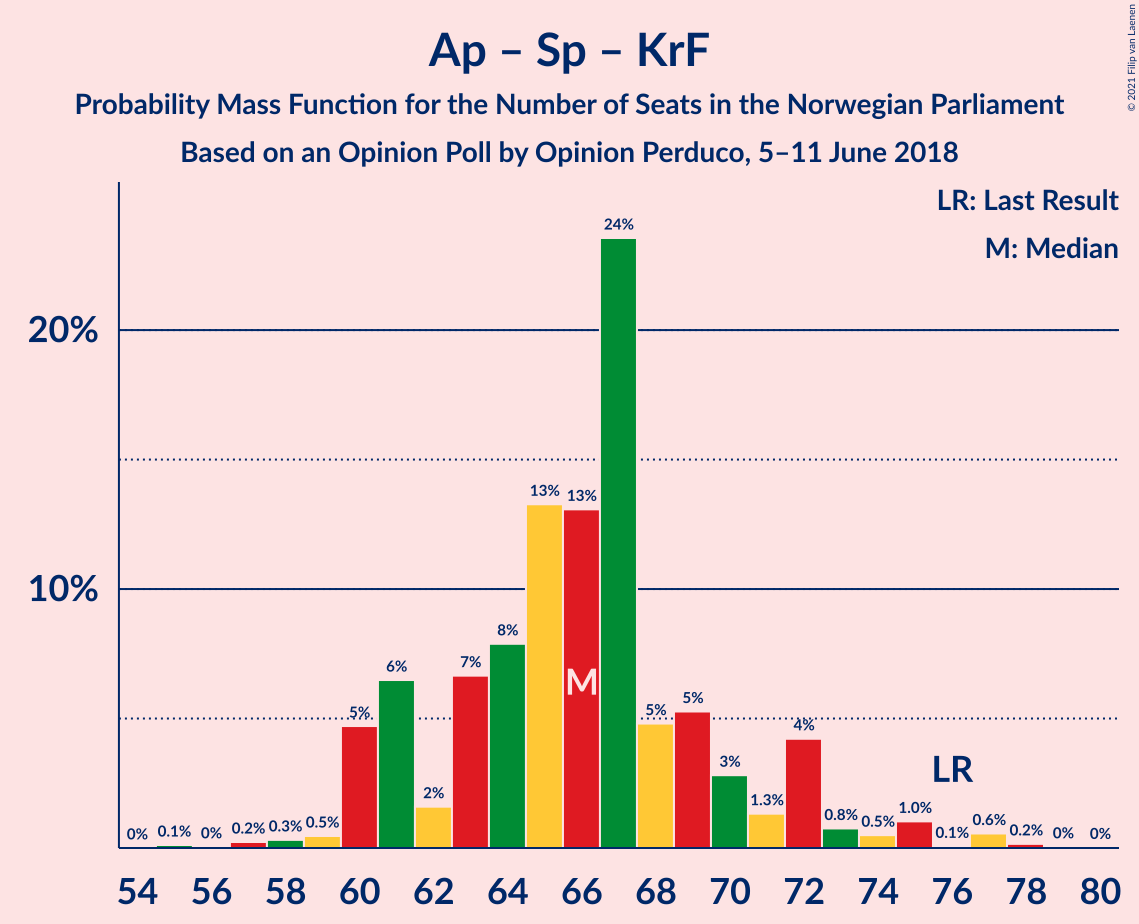 Ap – Sp – KrF
Probability Mass Function for the Number of Seats in the Norwegian Parliament
Based on an Opinion Poll by Opinion Perduco, 5–11 June 2018
© 2021 Filip van Laenen
LR: Last Result
M: Median
20%
10%
0% 0.1% 0% 0.2% 0.3% 0.5% 5% 6% 2% 7% 8% 13% 13% 24% 5% 5% 3% 1.3% 4% 0.8% 0.5% 1.0% 0.1% 0.6% 0.2% 0% 0%
M
LR
54 56 58 60 62 64 66 68 70 72 74 76 78 80